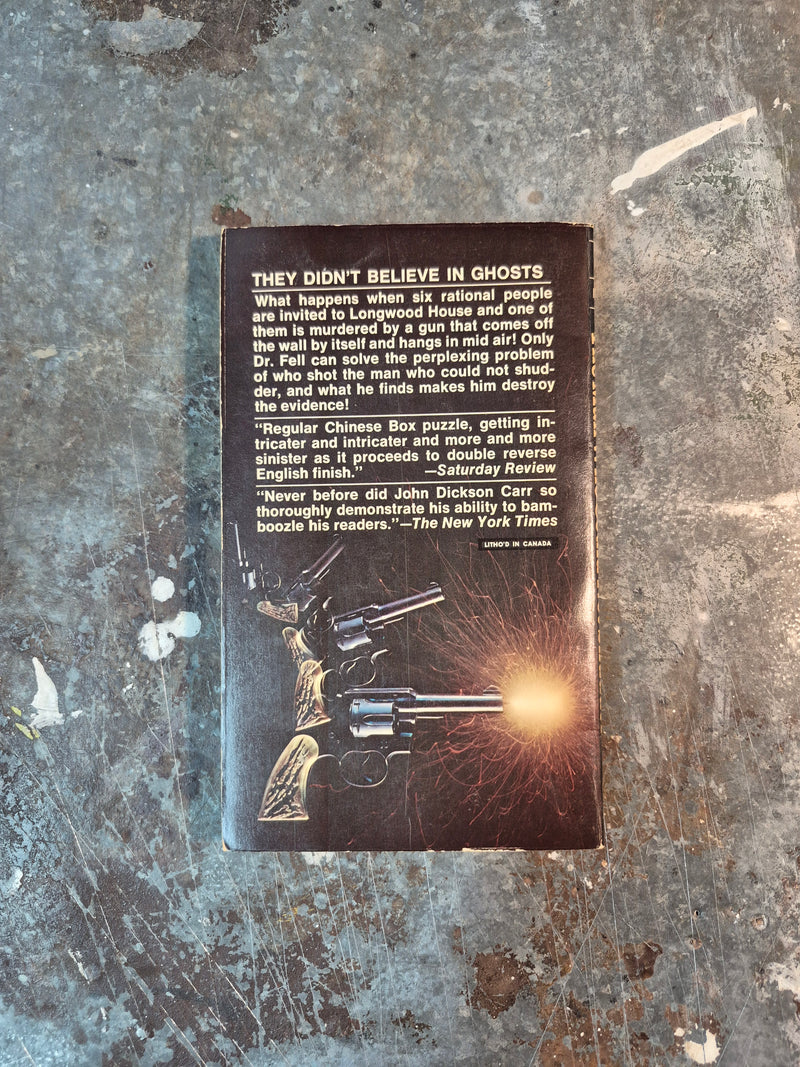 THEY DIDN'T BELIEVE IN GHOSTS
What happens when six rational people
are invited to Longwood House and one of
them is murdered by a gun that comes off
the wall by itself and hangs in mid air! Only
Dr. Fell can solve the perplexing problem
of who shot the man who could not shud-
der, and what he finds makes him destroy
the evidence!
"Regular Chinese Box puzzle, getting in-
tricater and intricater and more and more
sinister as it proceeds to double reverse
English finish." —Saturday Review
"Never before did John Dickson Carr so
thoroughly demonstrate his ability to bam-
boozle his readers."—The New York Times
LITHO'D IN CANADA